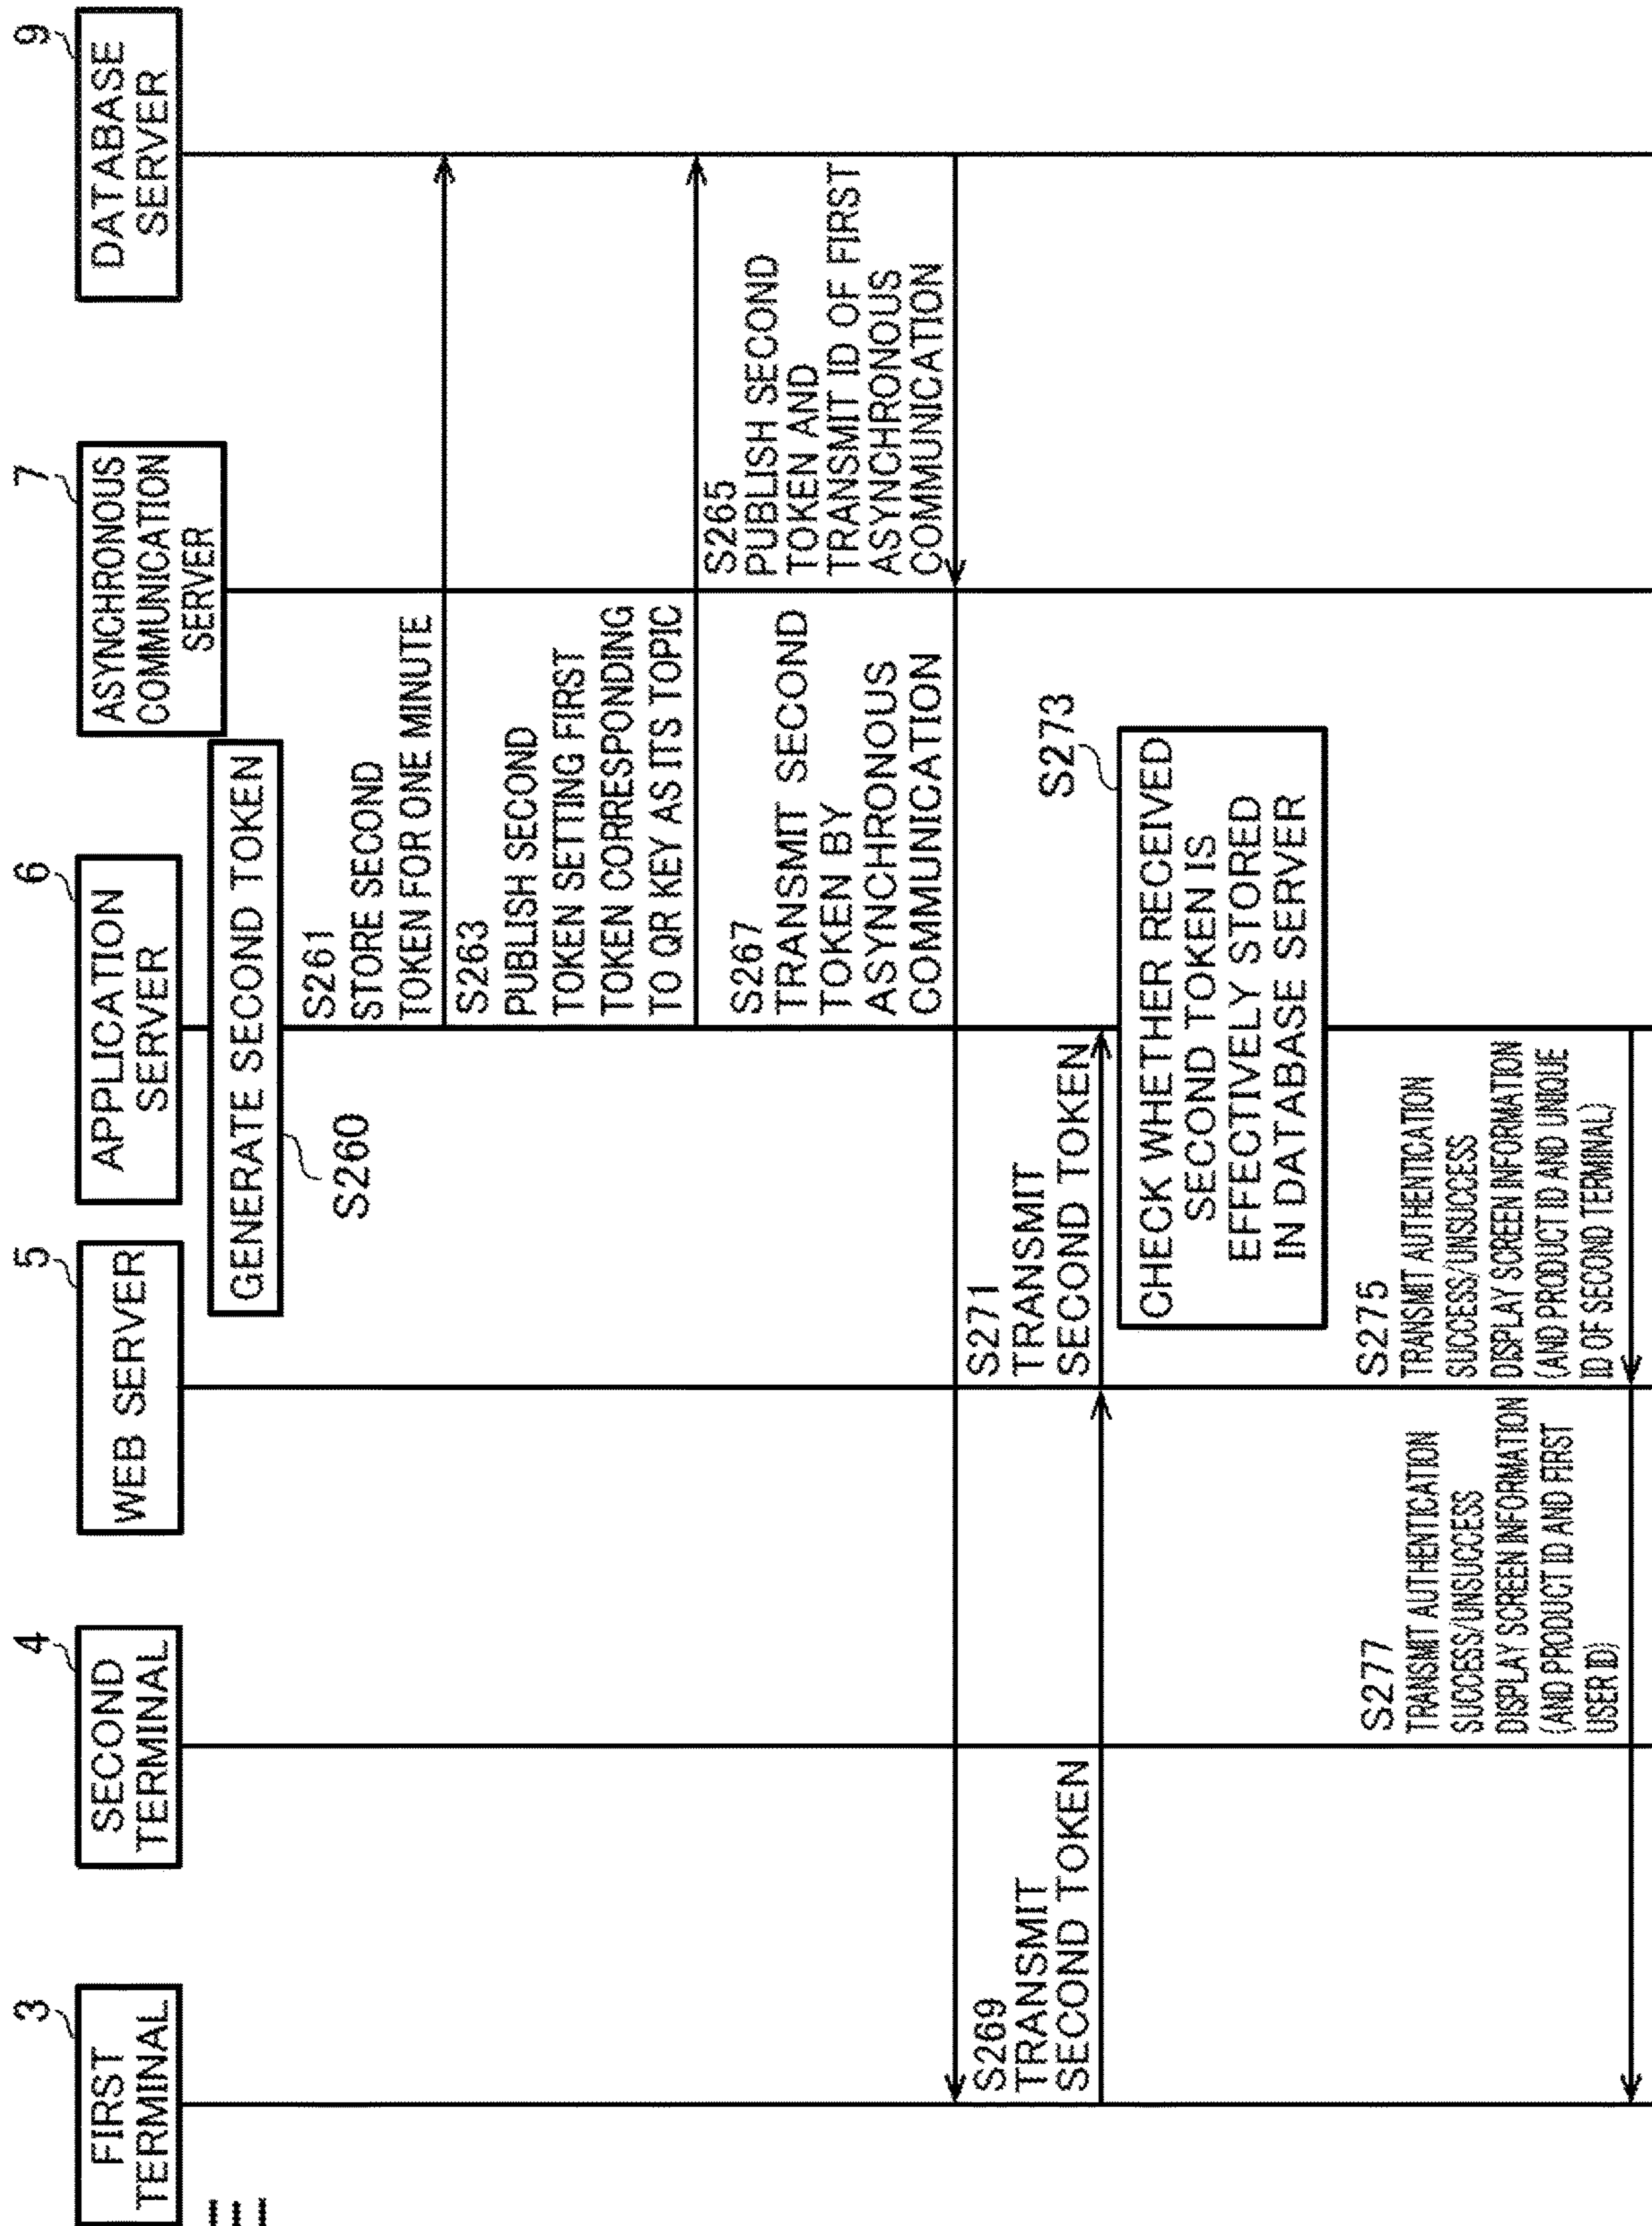 3
FIRST
TERMINAL
4
SECOND
TERMINAL
5
WEB SERVER
6
APPLICATION
SERVER
7
ASYNCHRONOUS
COMMUNICATION
SERVER
9
DATABASE
SERVER
GENERATE SECOND TOKEN
S260
S261
STORE SECOND
TOKEN FOR ONE MINUTE
S263
PUBLISH SECOND
TOKEN SETTING FIRST
TOKEN CORRESPONDING
TO QR KEY AS ITS TOPIC
S265
PUBLISH SECOND
TOKEN AND
TRANSMIT ID OF FIRST
ASYNCHRONOUS
COMMUNICATION
S267
TRANSMIT SECOND
TOKEN BY
ASYNCHRONOUS
COMMUNICATION
S269
TRANSMIT
SECOND TOKEN
S271
TRANSMIT
SECOND TOKEN
S273
CHECK WHETHER RECEIVED
SECOND TOKEN IS
EFFECTIVELY STORED
IN DATABASE SERVER
S275
TRANSMIT AUTHENTICATION
SUCCESS/UNSUCCESS
DISPLAY SCREEN INFORMATION
(AND PRODUCT ID AND UNIQUE
ID OF SECOND TERMINAL)
S277
TRANSMIT AUTHENTICATION
SUCCESS/UNSUCCESS
DISPLAY SCREEN INFORMATION
(AND PRODUCT ID AND FIRST
USER ID)